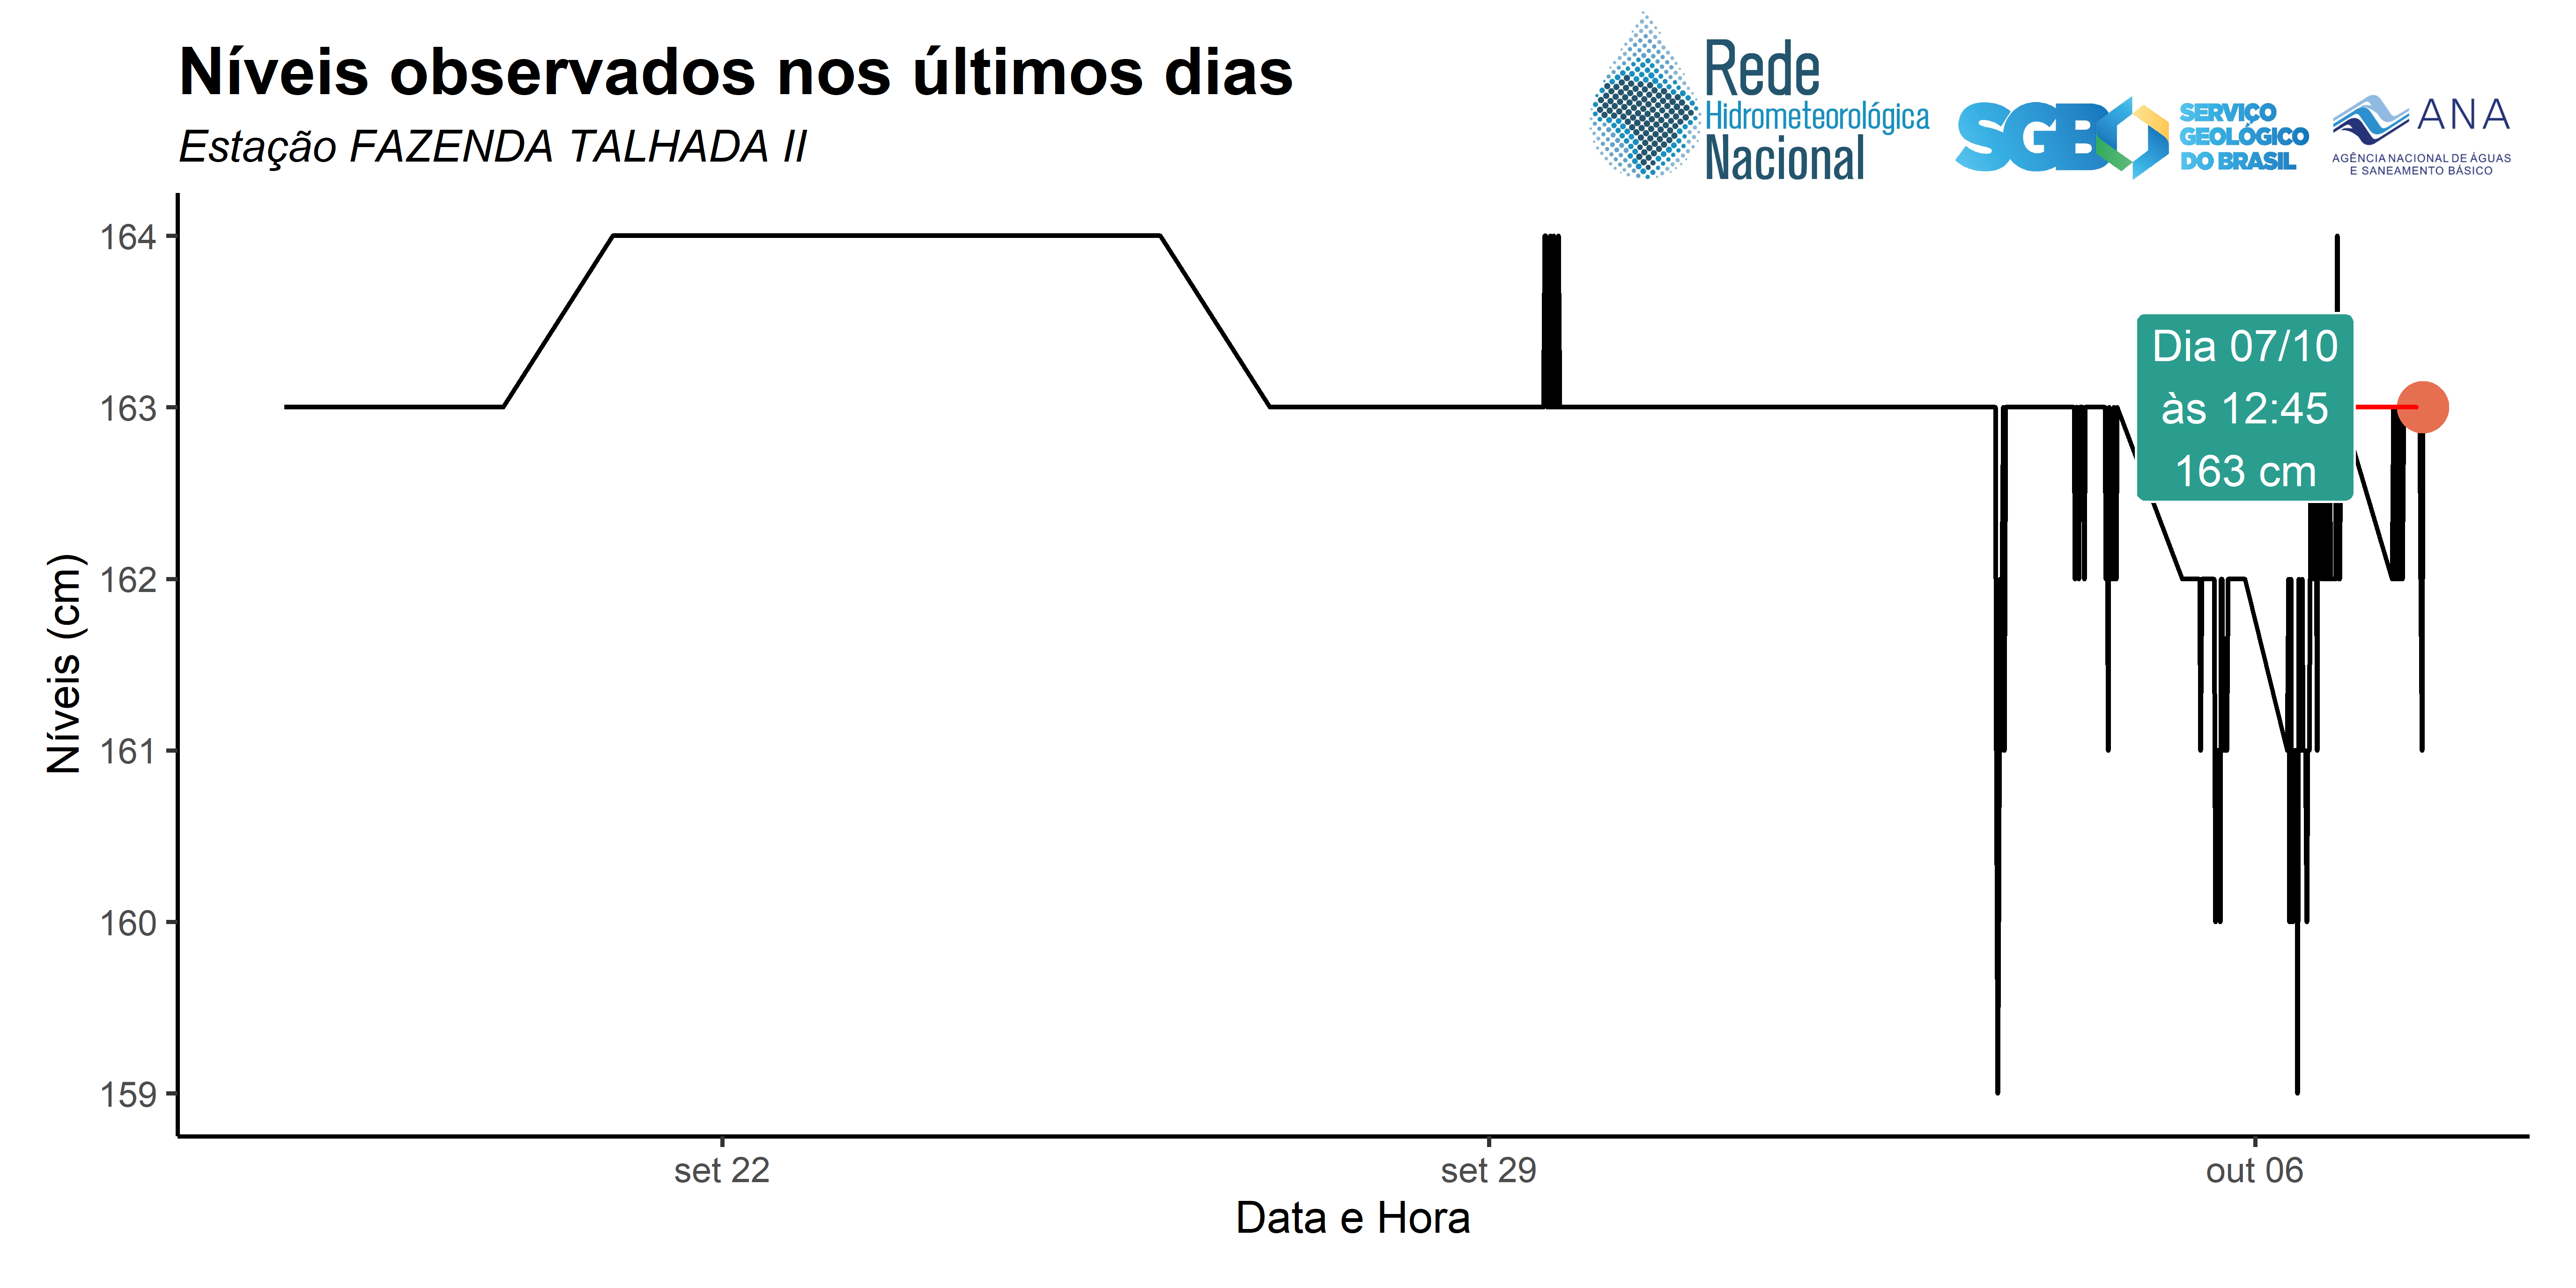 Níveis observados nos últimos dias
Estação FAZENDA TALHADA II
Rede
Hidrometeorológica
Nacional
SGB
SERVIÇO
GEOLÓGICO
DO BRASIL
ANA
AGÊNCIA NACIONAL DE ÁGUAS
E SANEAMENTO BÁSICO
164
163
162
161
160
159
Níveis (cm)
Dia 07/10
às 12:45
163 cm
set 22
set 29
out 06
Data e Hora